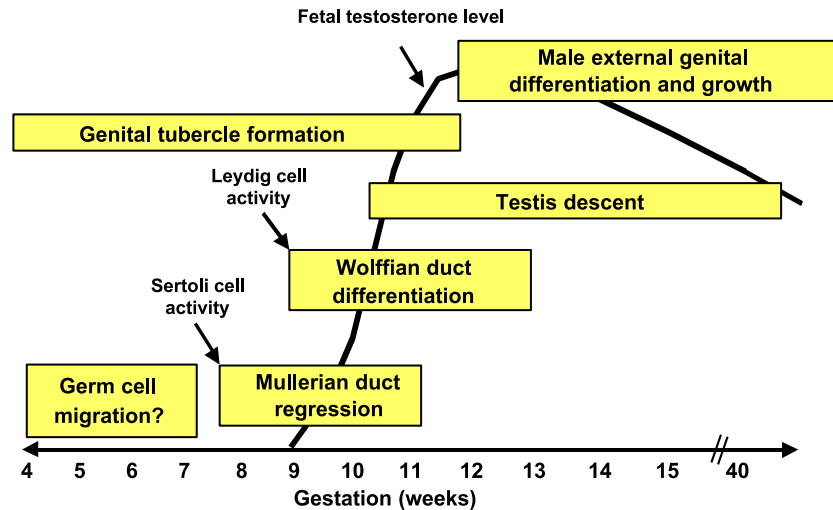 Fetal testosterone level
Male external genital
differentiation and growth
Genital tubercle formation
Leydig cell
activity
Testis descent
Wolffian duct
differentiation
Sertoli cell
activity
Germ cell
migration?
Mullerian duct
regression
4 5 6 7 8 9 10 11 12 13 14 15 40
Gestation (weeks)